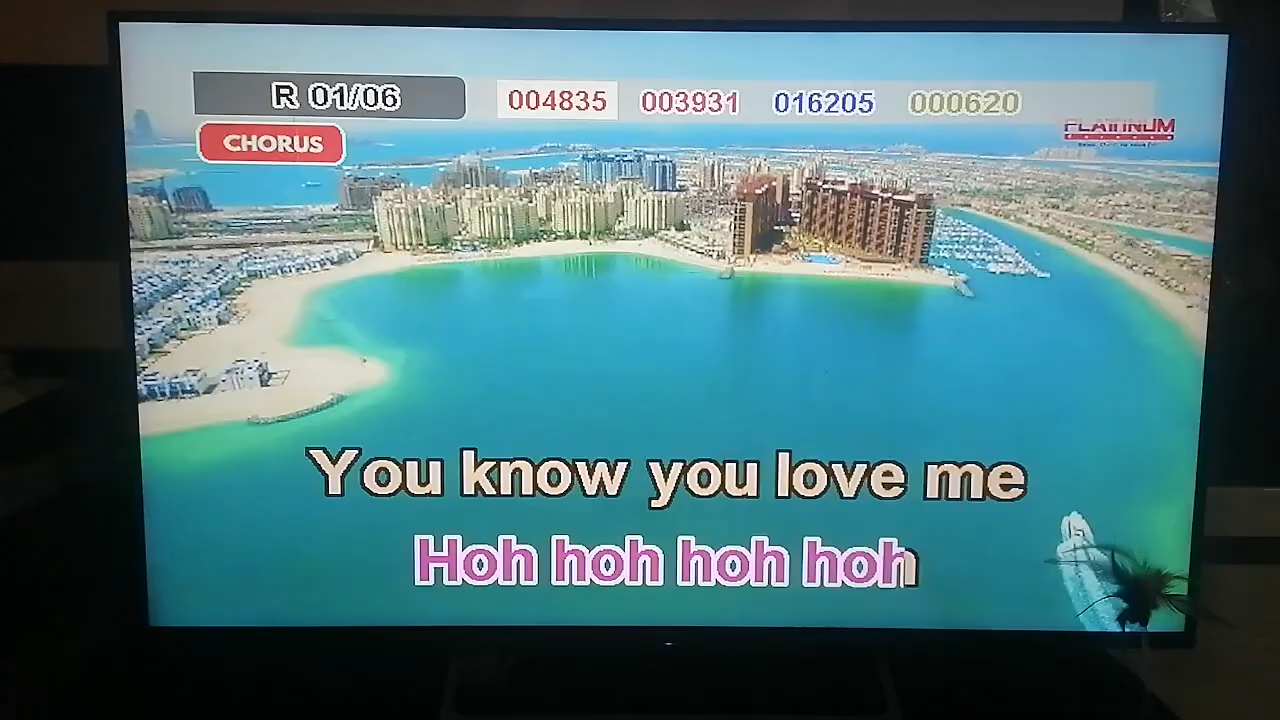 R 01/06 004835 003931 016205 000620
CHORUS
PLATINUM
You know you love me
Hoh hoh hoh hoh